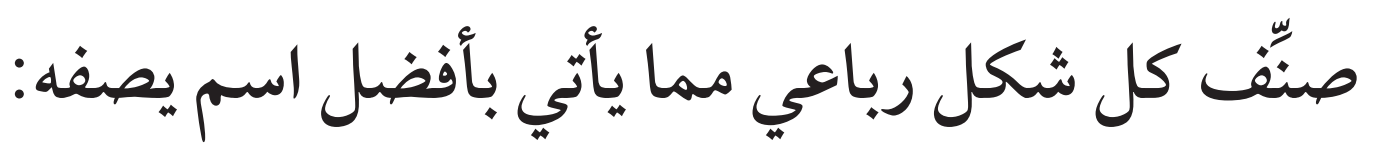 صنِّف كل شكل رباعي مما يأتي بأفضل اسم يصفه: